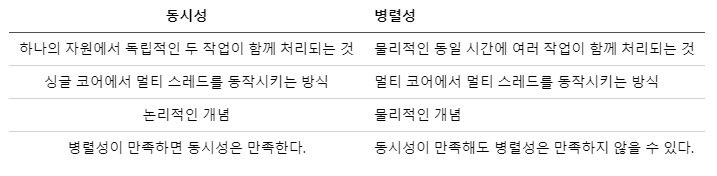 동시성 병렬성
하나의 자원에서 독립적인 두 작업이 함께 처리되는 것 물리적인 동일 시간에 여러 작업이 함께 처리되는 것
싱글 코어에서 멀티 스레드를 동작시키는 방식 멀티 코어에서 멀티 스레드를 동작시키는 방식
논리적인 개념 물리적인 개념
병렬성이 만족하면 동시성은 만족한다. 동시성이 만족해도 병렬성은 만족하지 않을 수 있다.